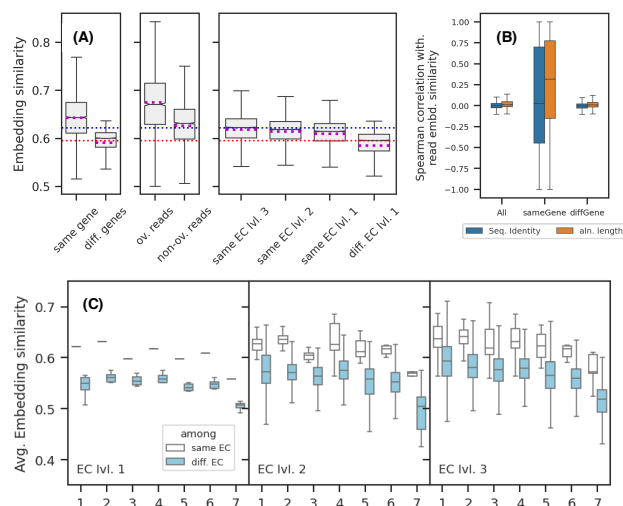 (A)
Embedding similarity
0.8
0.7
0.6
0.5
same gene
diff. genes
ov. reads
non-ov. reads
same EC lvl. 3
same EC lvl. 2
same EC lvl. 1
diff. EC lvl. 1
(B)
Spearman correlation with.
read embd. similarity
1.00
0.75
0.50
0.25
0.00
−0.25
−0.50
−0.75
−1.00
All
sameGene
diffGene
Seq. Identity
aln. length
(C)
Avg. Embedding similarity
0.7
0.6
0.5
0.4
among
same EC
diff. EC
EC lvl. 1
EC lvl. 2
EC lvl. 3
1 2 3 4 5 6 7
1 2 3 4 5 6 7
1 2 3 4 5 6 7